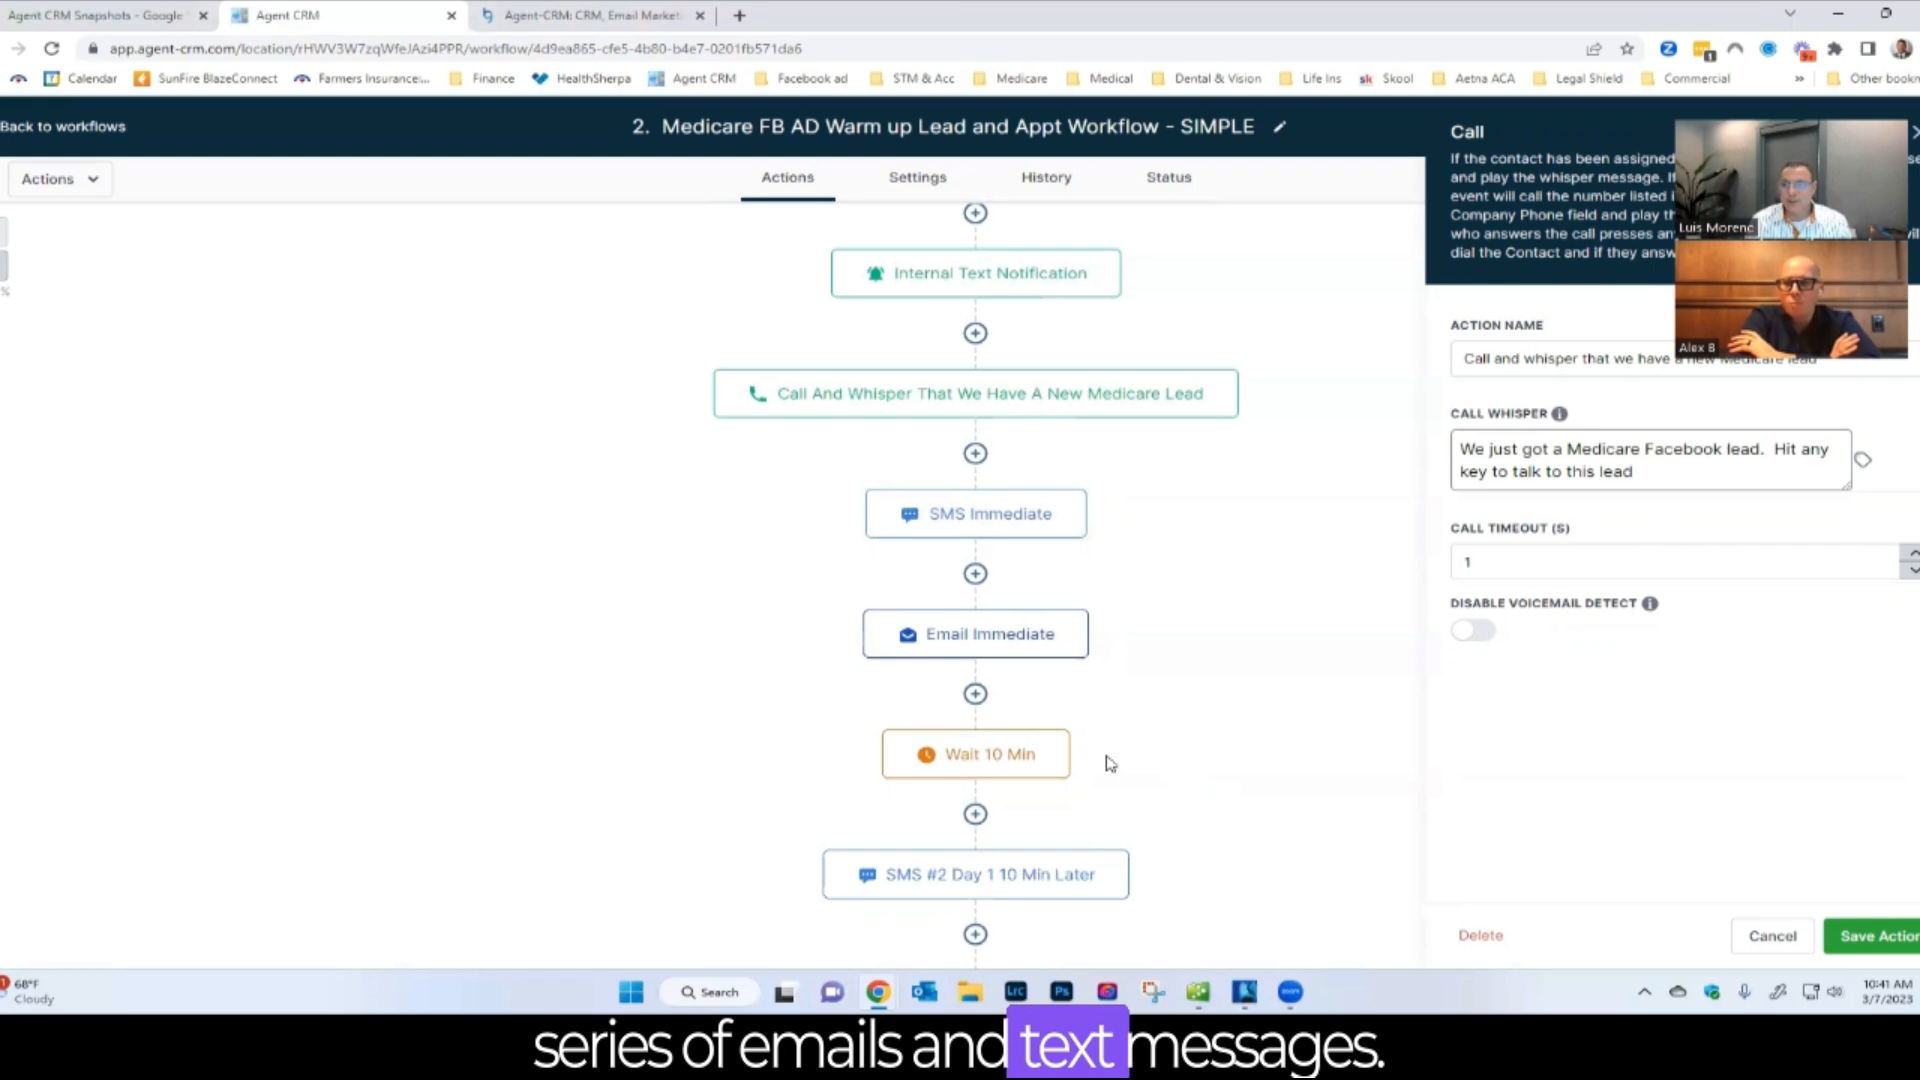 Agent CRM Snapshots - Google
Agent CRM
Agent-CRM: CRM, Email Market
app.agent-crm.com/location/rHWV3W7zqWfeJAzi4PPR/workflow/4d9ea865-cfe5-4b80-b4e7-0201fb571da6
Calendar
SunFire BlazeConnect
Farmers Insurance:...
Finance
HealthSherpa
Agent CRM
Facebook ad
STM & Acc
Medicare
Medical
Dental & Vision
Life Ins
sk Skool
Aetna ACA
Legal Shield
Commercial
»
Other bookn
Back to workflows
2. Medicare FB AD Warm up Lead and Appt Workflow - SIMPLE
Actions
Actions
Settings
History
Status
%
Internal Text Notification
Call And Whisper That We Have A New Medicare Lead
SMS Immediate
Email Immediate
Wait 10 Min
SMS #2 Day 1 10 Min Later
Call
If the contact has been assigned
and play the whisper message. I
event will call the number listed i
Company Phone field and play th
who answers the call presses an
dial the Contact and if they answ
Luis Morenc
Alex B
ACTION NAME
Call and whisper that we have a new Medicare lead
CALL WHISPER
We just got a Medicare Facebook lead. Hit any
key to talk to this lead
CALL TIMEOUT (S)
1
DISABLE VOICEMAIL DETECT
Delete
Cancel
Save Action
68°F
Cloudy
Search
LrC
Ps
zoom
10:41 AM
3/7/2023
series of emails and text messages.